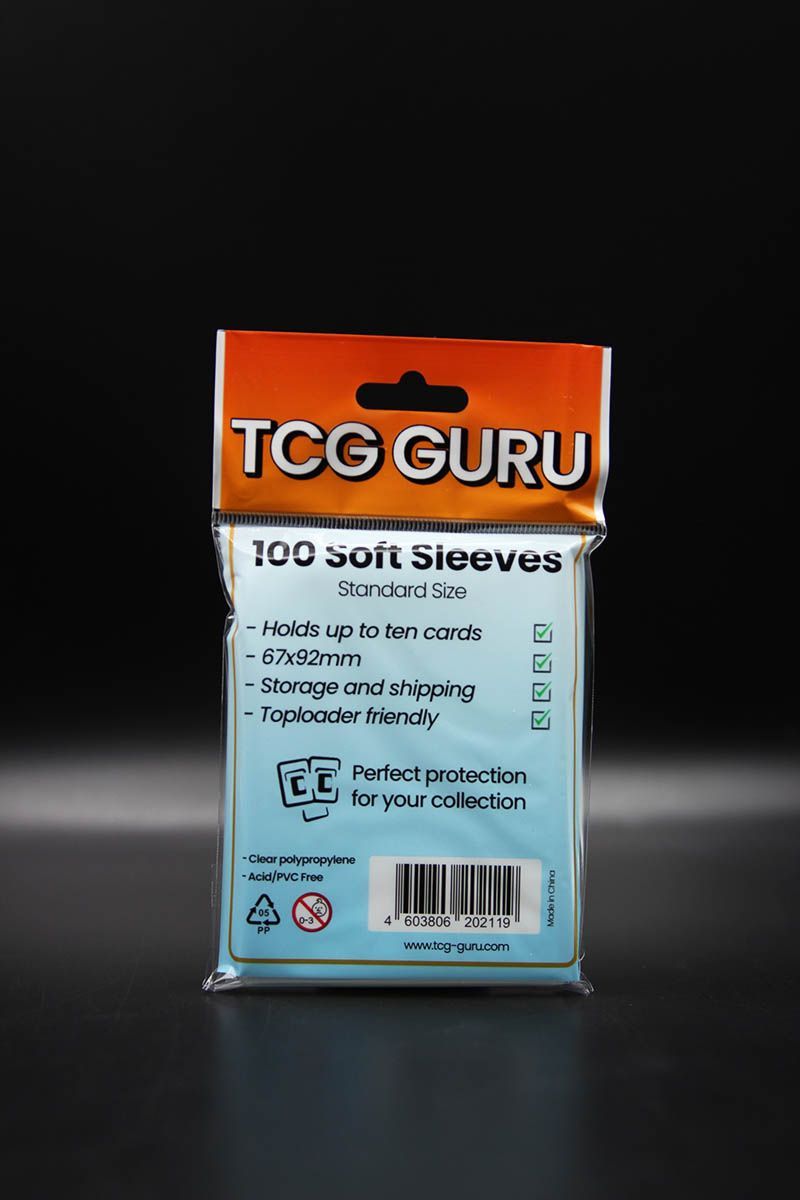 TCG GURU
100 Soft Sleeves
Standard Size
- Holds up to ten cards
- 67x92mm
- Storage and shipping
- Toploader friendly
Perfect protection
for your collection
- Clear polypropylene
- Acid/PVC Free
05
PP
0-3
4 603806 202119
Made in China
www.tcg-guru.com